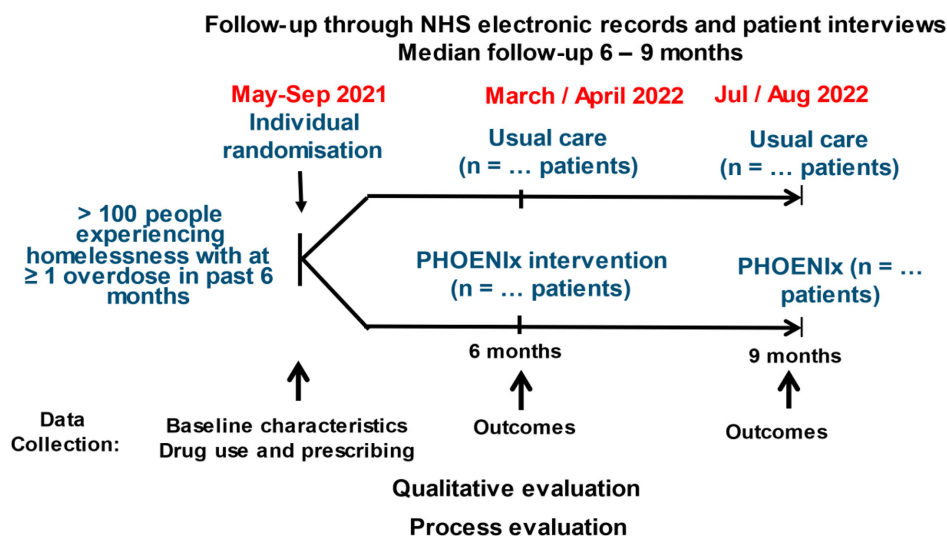 Follow-up through NHS electronic records and patient interviews
Median follow-up 6 – 9 months
May-Sep 2021
Individual
randomisation
March / April 2022
Usual care
(n = … patients)
Jul / Aug 2022
Usual care
(n = … patients)
> 100 people
experiencing
homelessness with at
≥ 1 overdose in past 6
months
PHOENIx intervention
(n = … patients)
PHOENIx (n = …
patients)
6 months
9 months
Data
Collection:
Baseline characteristics
Drug use and prescribing
Outcomes
Outcomes
Qualitative evaluation
Process evaluation